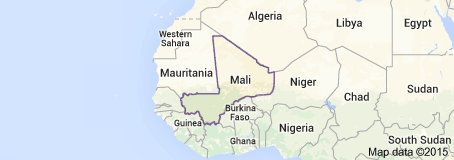 Algeria
Libya
Egypt
Western
Sahara
Mauritania
Mali
Niger
Chad
Sudan
Burkina
Faso
Guinea
Ghana
Nigeria
South Sudan
Map data ©2015